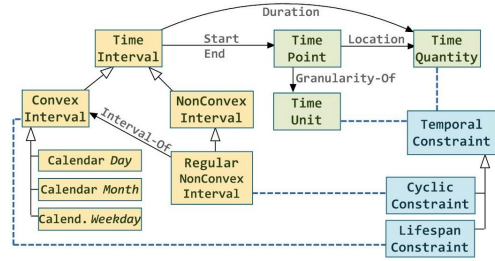 Duration
Time
Interval
Start
End
Time
Point
Location
Time
Quantity
Granularity-Of
Convex
Interval
NonConvex
Interval
Interval-Of
Time
Unit
Temporal
Constraint
Calendar Day
Calendar Month
Calend. Weekday
Regular
NonConvex
Interval
Cyclic
Constraint
Lifespan
Constraint